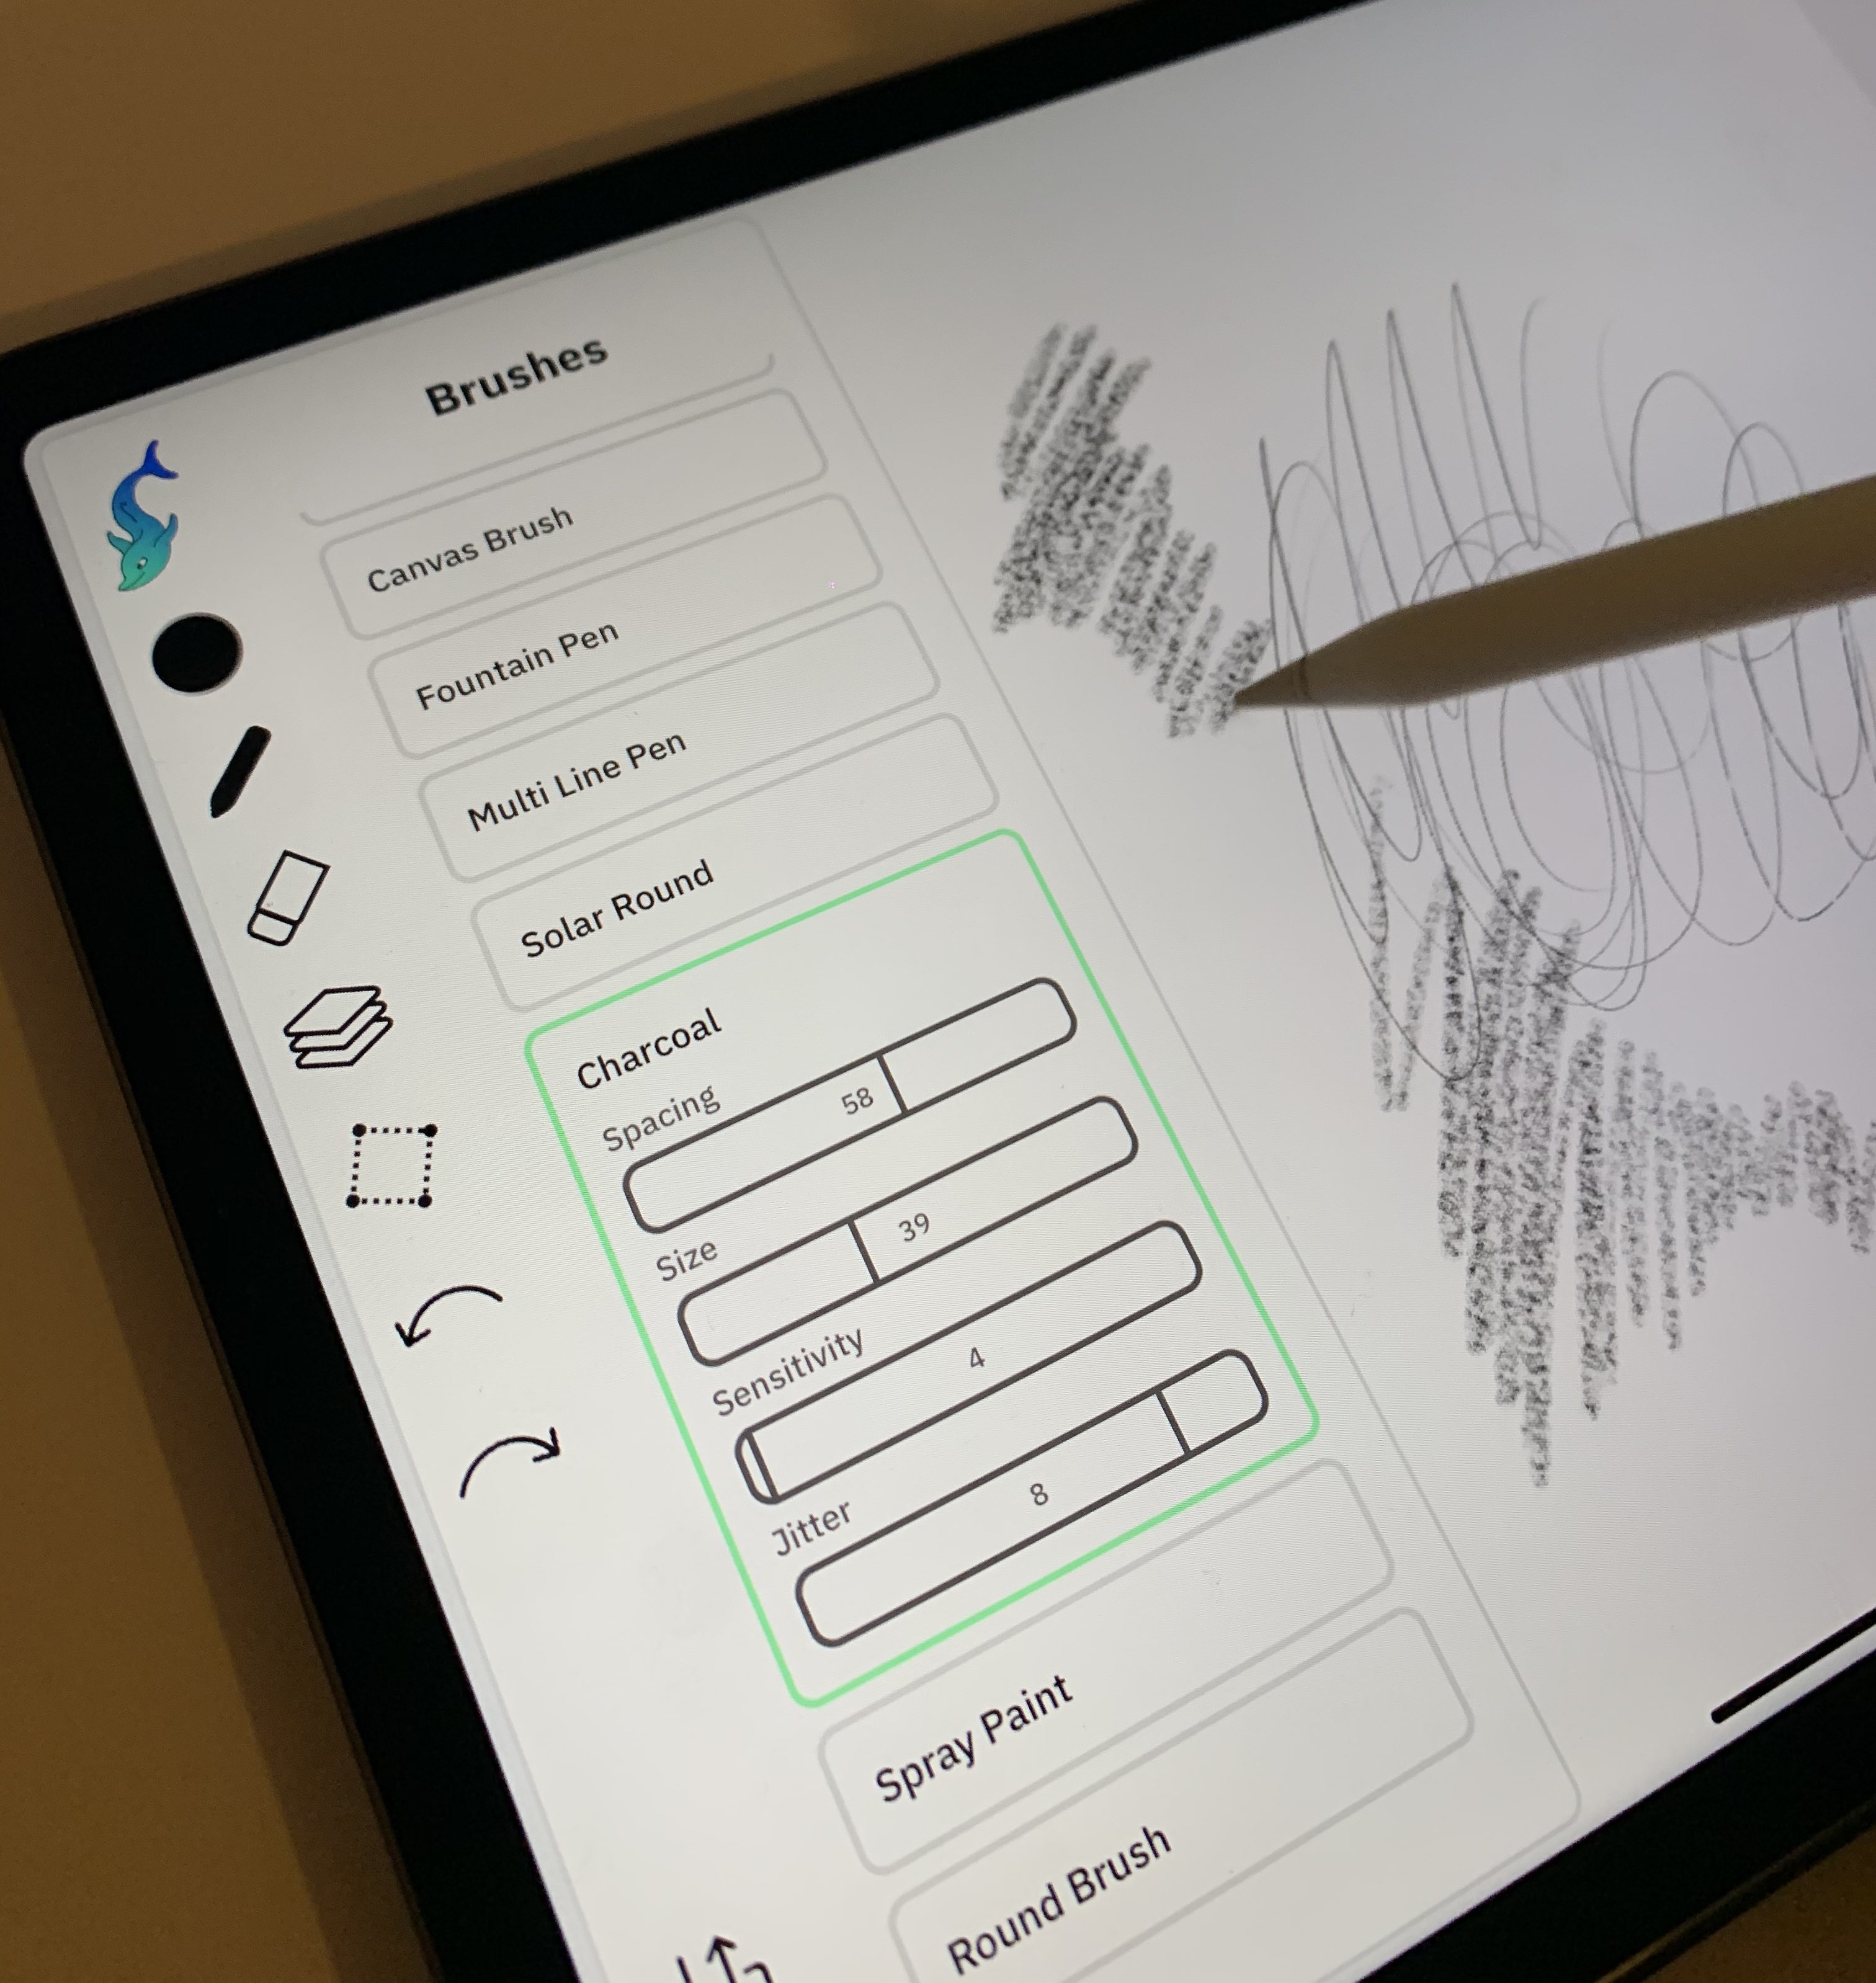 Brushes
Canvas Brush
Fountain Pen
Multi Line Pen
Solar Round
Charcoal
Spacing
58
Size
39
Sensitivity
4
Jitter
8
Spray Paint
Round Brush